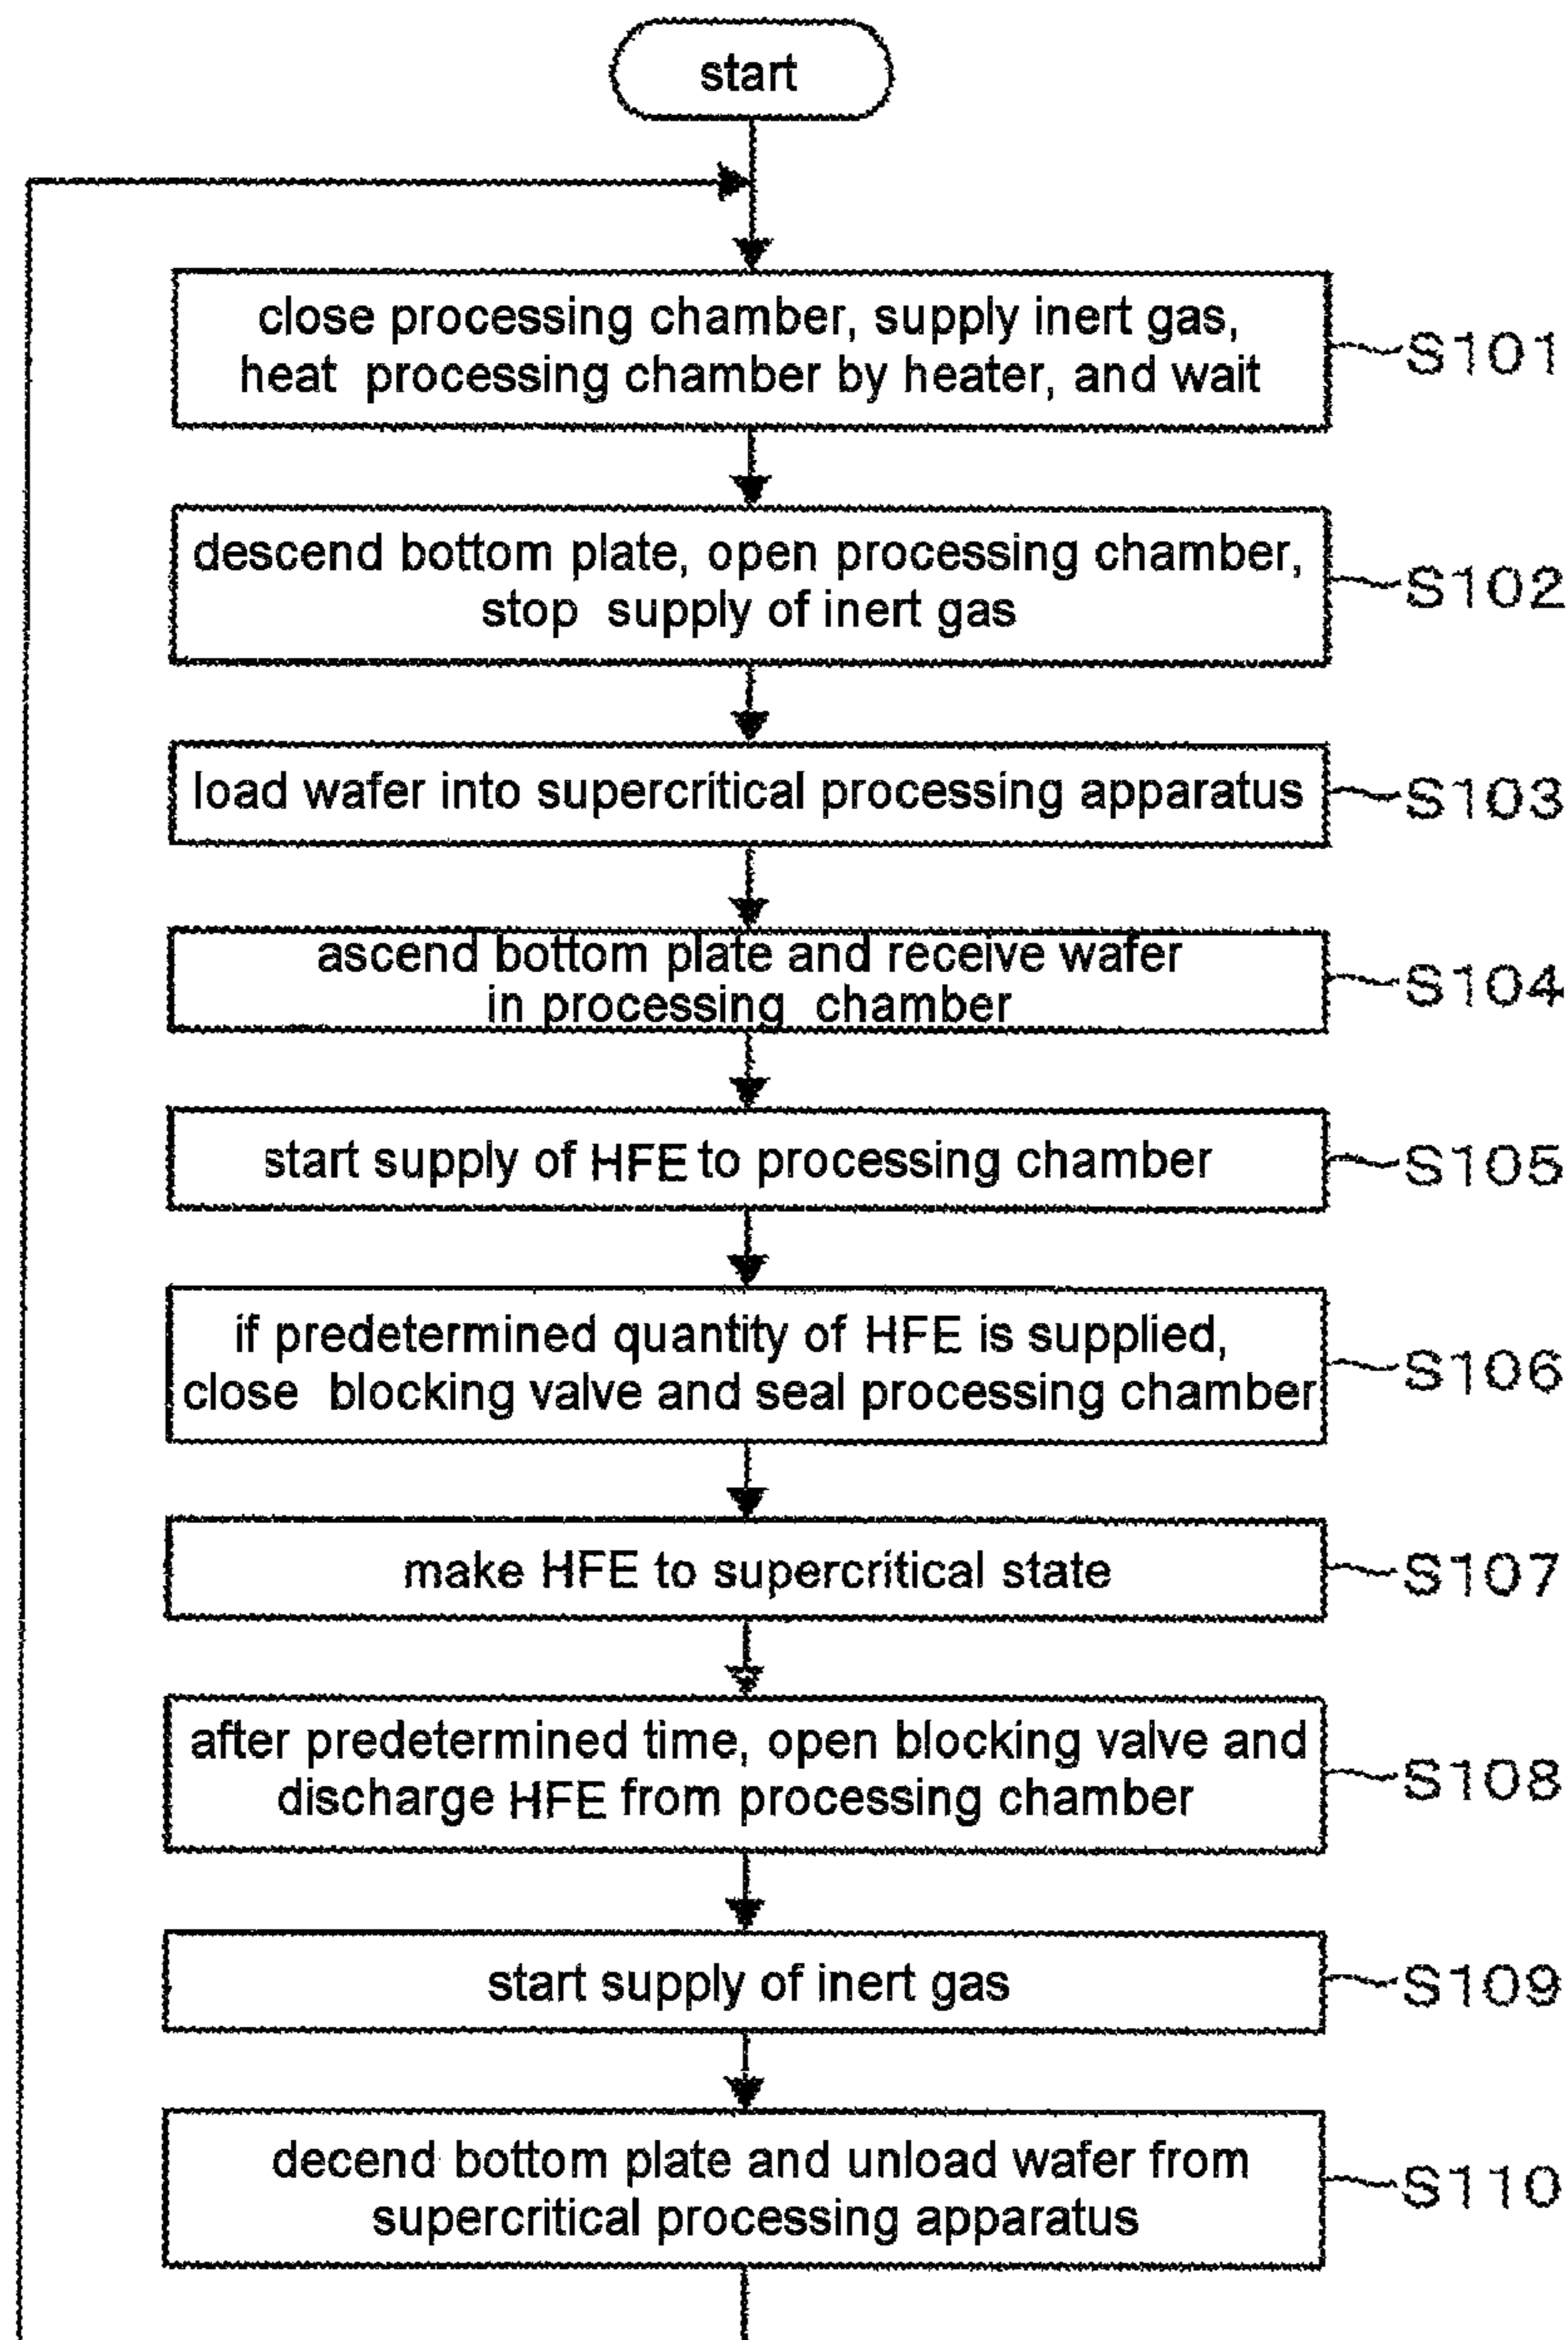 start
close processing chamber, supply inert gas,
heat processing chamber by heater, and wait
S101
descend bottom plate, open processing chamber,
stop supply of inert gas
S102
load wafer into supercritical processing apparatus
S103
ascend bottom plate and receive wafer
in processing chamber
S104
start supply of HFE to processing chamber
S105
if predetermined quantity of HFE is supplied,
close blocking valve and seal processing chamber
S106
make HFE to supercritical state
S107
after predetermined time, open blocking valve and
discharge HFE from processing chamber
S108
start supply of inert gas
S109
decend bottom plate and unload wafer from
supercritical processing apparatus
S110